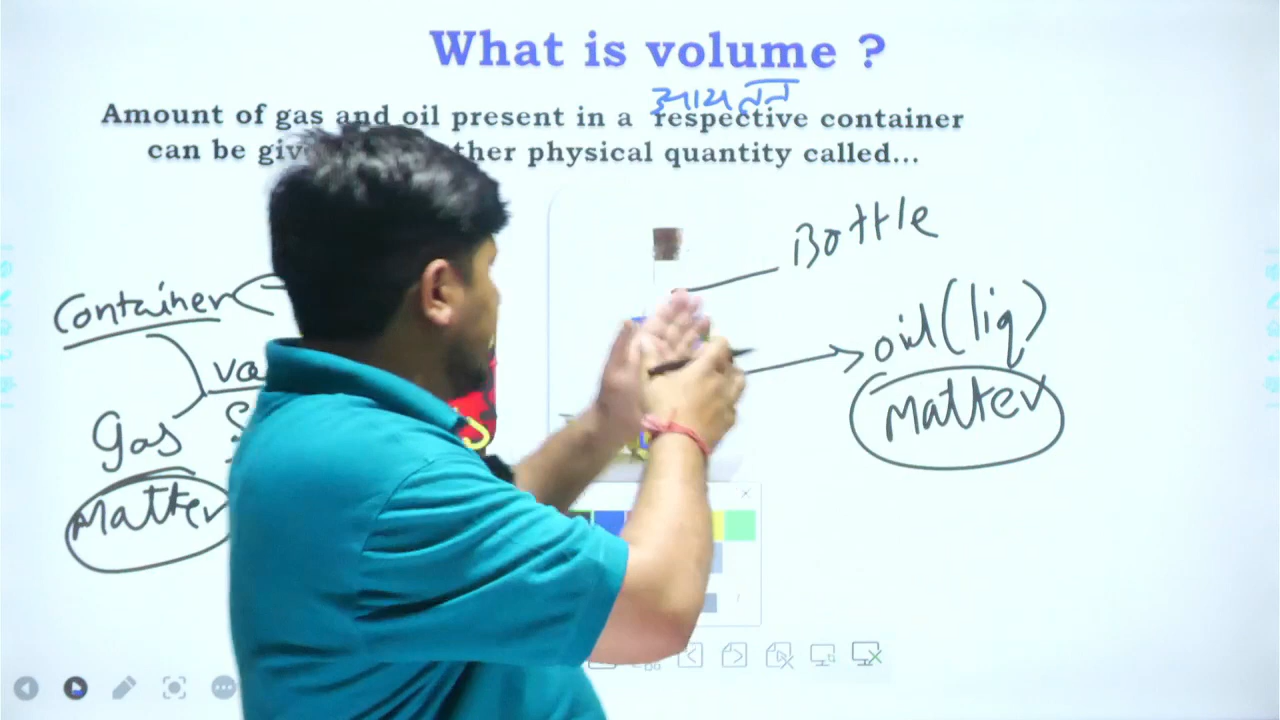 What is volume ?
आयतन
Amount of gas and oil present in a respective container
can be ther physical quantity called...
Bottle
Container
oil (liq)
Matter
Gas
Matter